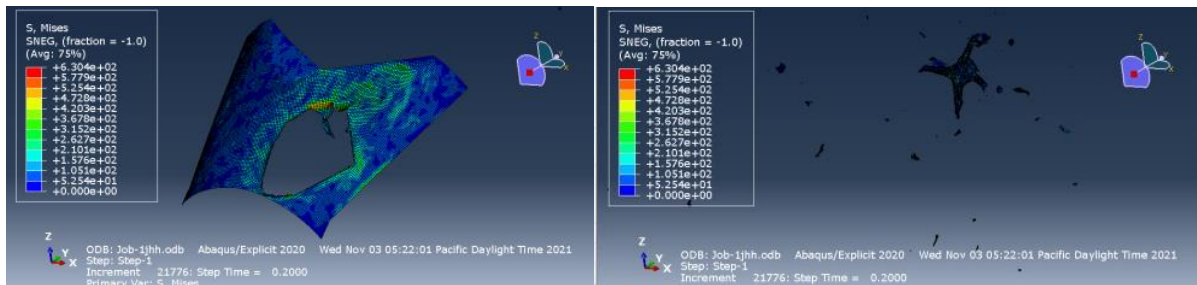 S, Mises
SNEG, (fraction = -1.0)
(Avg: 75%)
+6.304e+02
+5.779e+02
+5.254e+02
+4.728e+02
+4.203e+02
+3.678e+02
+3.152e+02
+2.627e+02
+2.101e+02
+1.576e+02
+1.051e+02
+5.254e+01
+0.000e+00
Z
Y
X
Z
Y
X
ODB: Job-1jhh.odb Abaqus/Explicit 2020 Wed Nov 03 05:22:01 Pacific Daylight Time 2021
Step: Step-1
Increment 21776: Step Time = 0.2000
Primary Var: S, Mises
S, Mises
SNEG, (fraction = -1.0)
(Avg: 75%)
+6.304e+02
+5.779e+02
+5.254e+02
+4.728e+02
+4.203e+02
+3.678e+02
+3.152e+02
+2.627e+02
+2.101e+02
+1.576e+02
+1.051e+02
+5.254e+01
+0.000e+00
Z
Y
X
Z
Y
X
ODB: Job-1jhh.odb Abaqus/Explicit 2020 Wed Nov 03 05:22:01 Pacific Daylight Time 2021
Step: Step-1
Increment 21776: Step Time = 0.2000